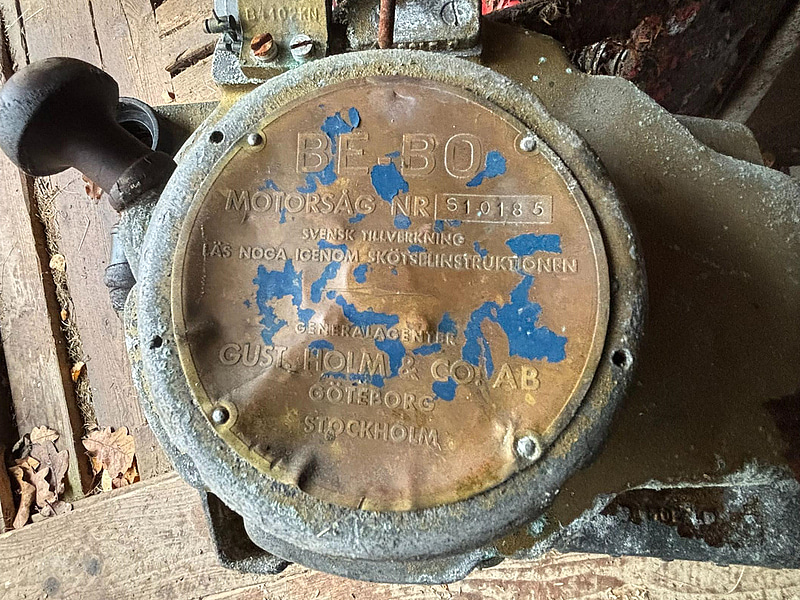 BE-BO
MOTORSÅG NR S10185
SVENSK TILLVERKNING
LÄS NOGA IGENOM SKÖTSELINSTRUKTIONEN
GENERALAGENTER
GUST. HOLM & CO. AB
GÖTEBORG
STOCKHOLM